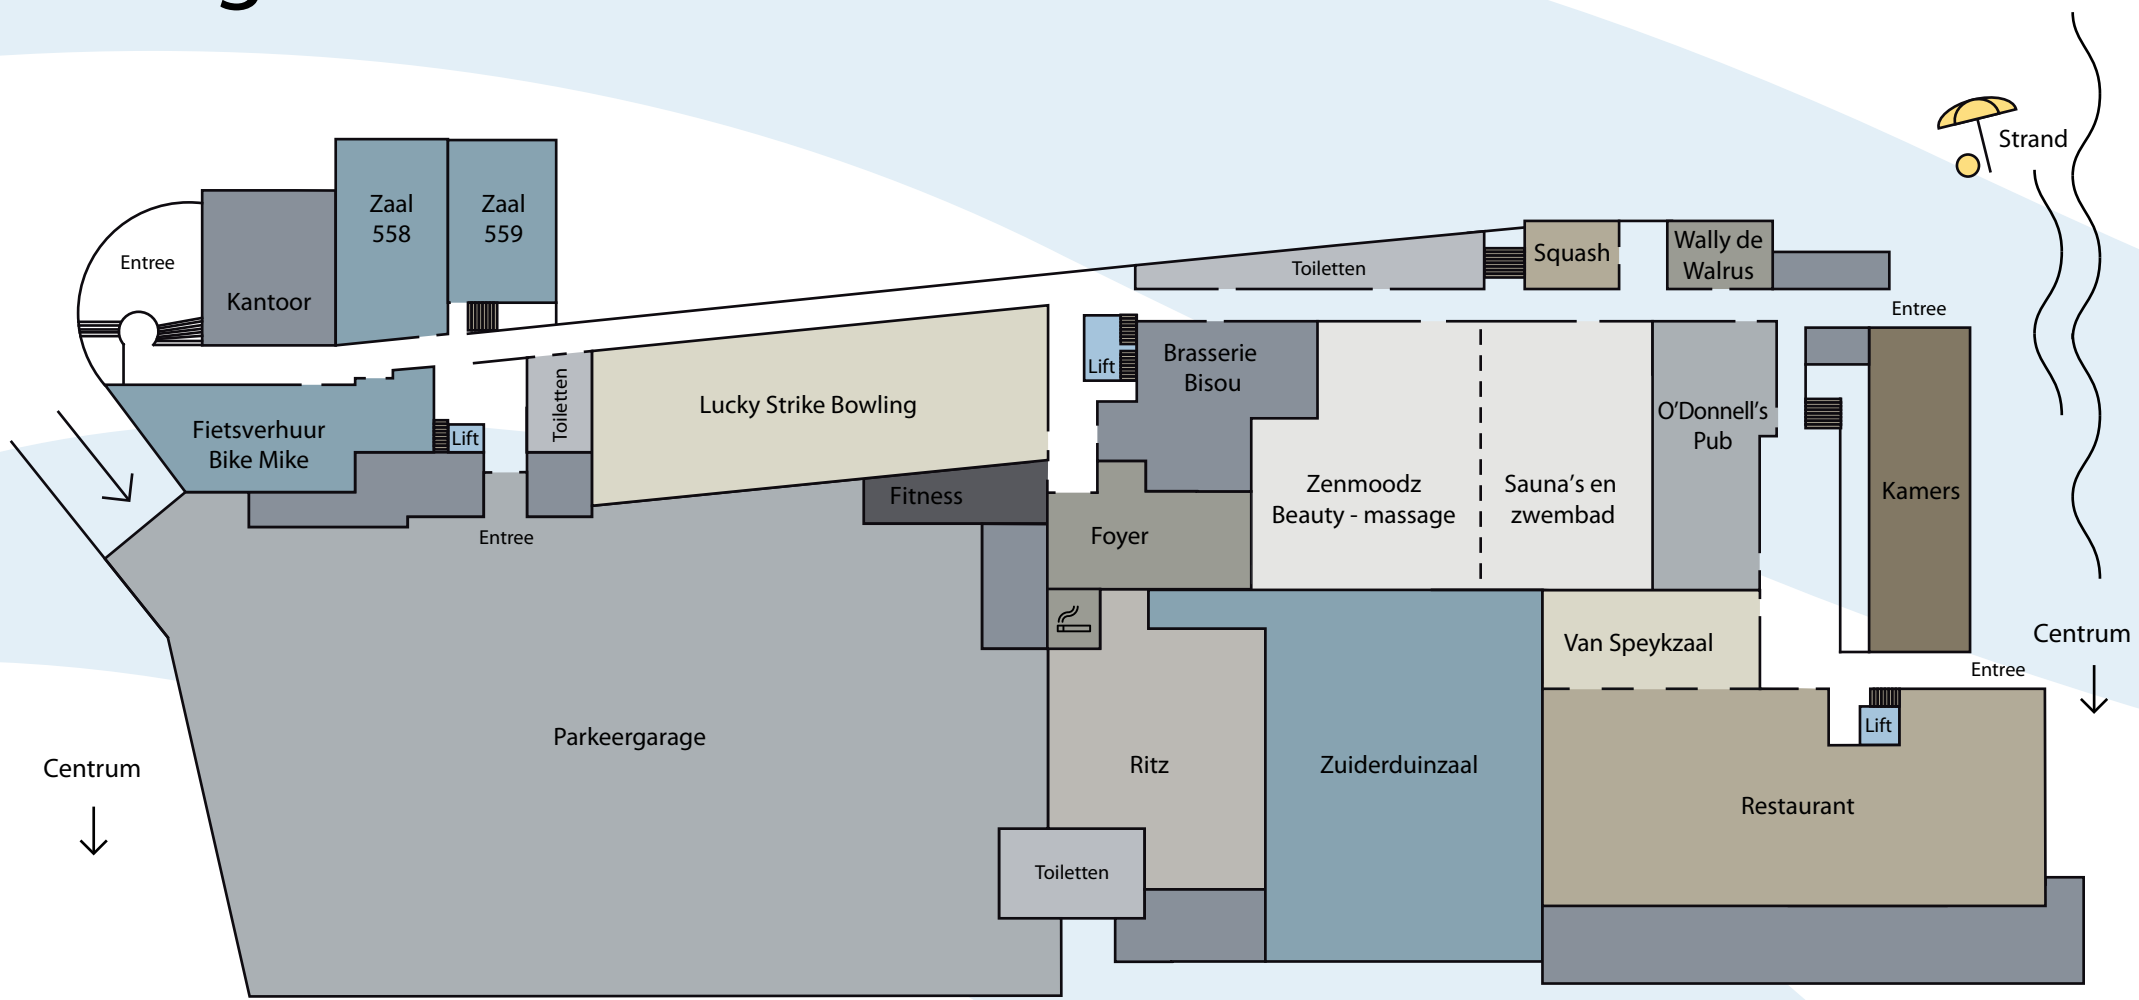 g
Strand
Zaal
558
Zaal
559
Entree
Kantoor
Toiletten
Squash
Wally de
Walrus
Entree
Lift
Brasserie
Bisou
Toiletten
Lucky Strike Bowling
O'Donnell's
Pub
Fietsverhuur
Bike Mike
Lift
Fitness
Zenmoodz
Beauty - massage
Sauna's en
zwembad
Kamers
Entree
Foyer
Van Speykzaal
Centrum
Entree
Parkeergarage
Centrum
Ritz
Zuiderduinzaal
Lift
Restaurant
Toiletten